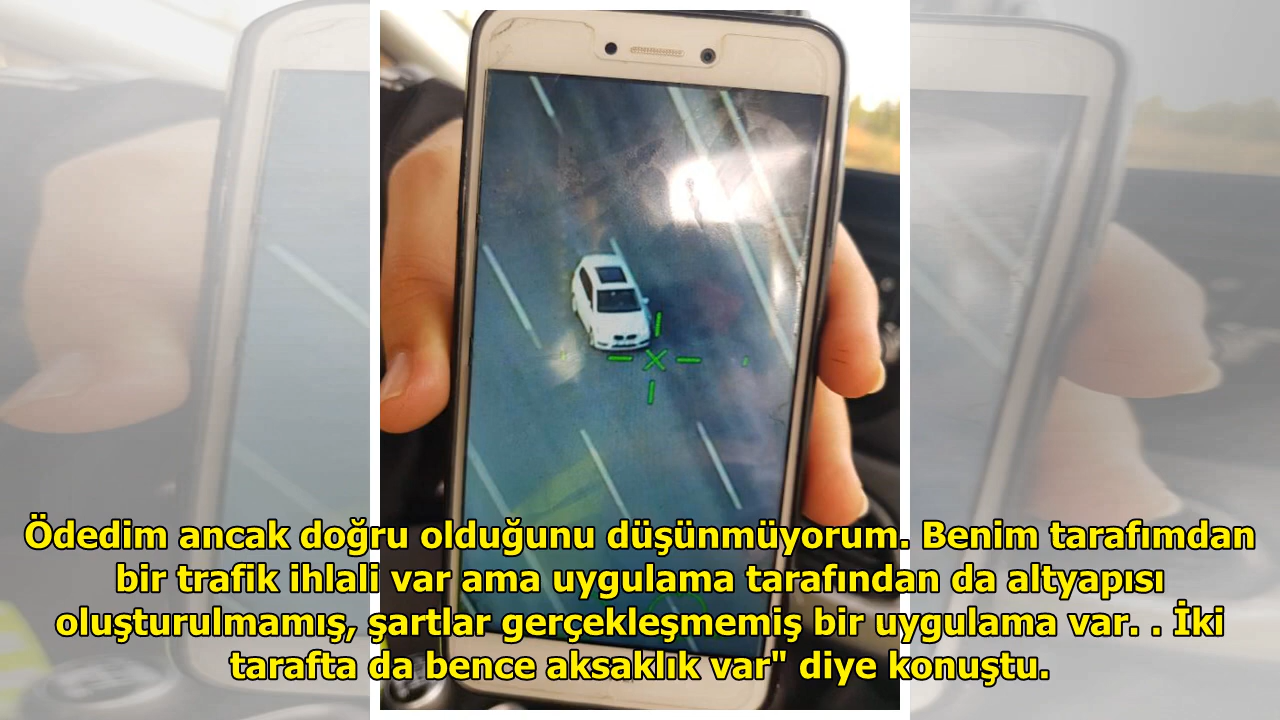 Ödedim ancak doğru olduğunu düşünmüyorum. Benim tarafımdan
bir trafik ihlali var ama uygulama tarafından da altyapısı
oluşturulmamış, şartlar gerçekleşmemiş bir uygulama var. . İki
tarafta da bence aksaklık var" diye konuştu.